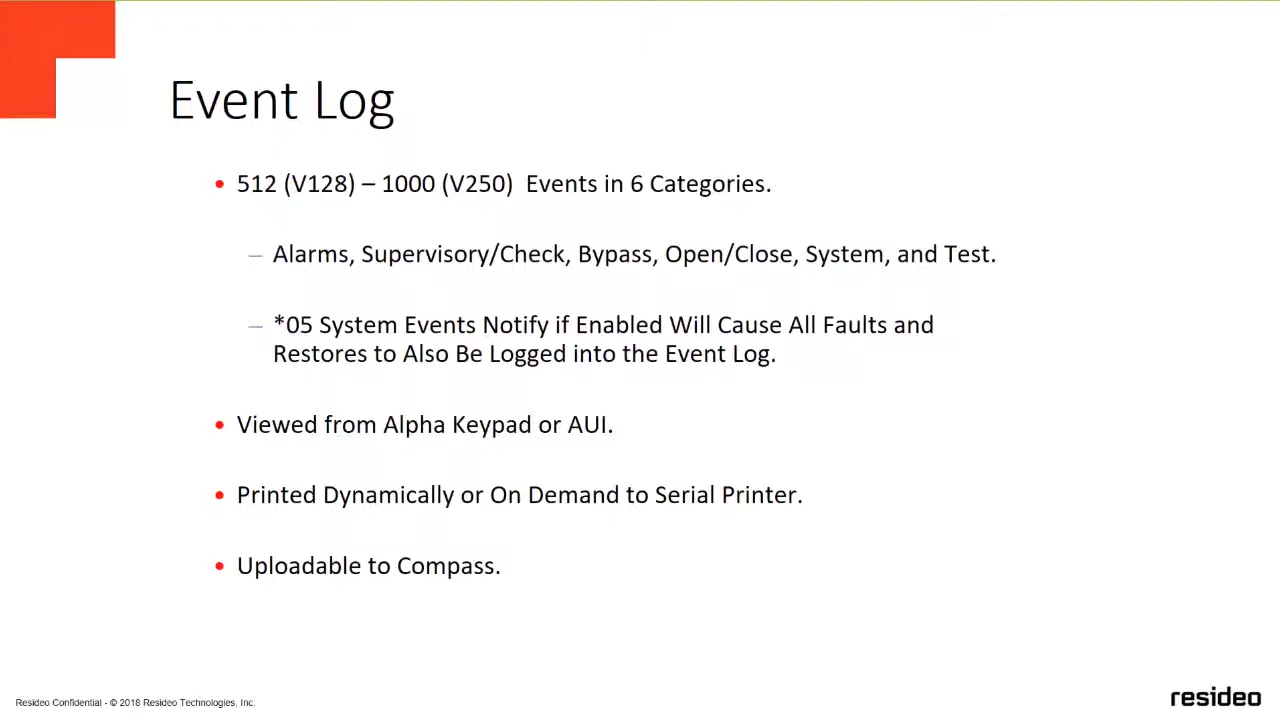 Event Log
• 512 (V128) – 1000 (V250)  Events in 6 Categories.
– Alarms, Supervisory/Check, Bypass, Open/Close, System, and Test.
– *05 System Events Notify if Enabled Will Cause All Faults and
Restores to Also Be Logged into the Event Log.
• Viewed from Alpha Keypad or AUI.
• Printed Dynamically or On Demand to Serial Printer.
• Uploadable to Compass.
Resideo Confidential - © 2018 Resideo Technologies, Inc.
resideo